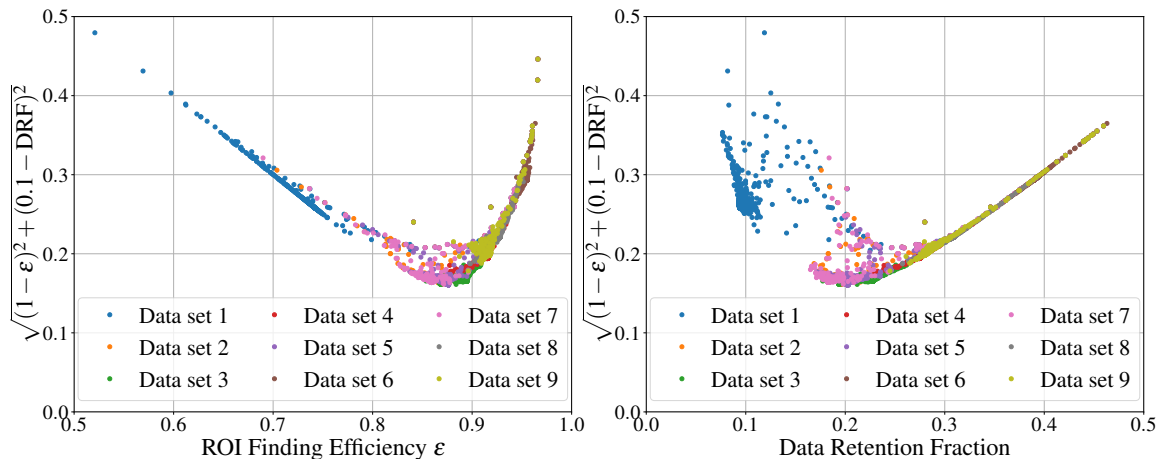 0.5
0.4
0.3
0.2
0.1
0.0
√(1 − ε)² + (0.1 − DRF)²
Data set 1 Data set 4 Data set 7
Data set 2 Data set 5 Data set 8
Data set 3 Data set 6 Data set 9
0.5 0.6 0.7 0.8 0.9 1.0
ROI Finding Efficiency ε
0.5
0.4
0.3
0.2
0.1
0.0
√(1 − ε)² + (0.1 − DRF)²
Data set 1 Data set 4 Data set 7
Data set 2 Data set 5 Data set 8
Data set 3 Data set 6 Data set 9
0.0 0.1 0.2 0.3 0.4 0.5
Data Retention Fraction